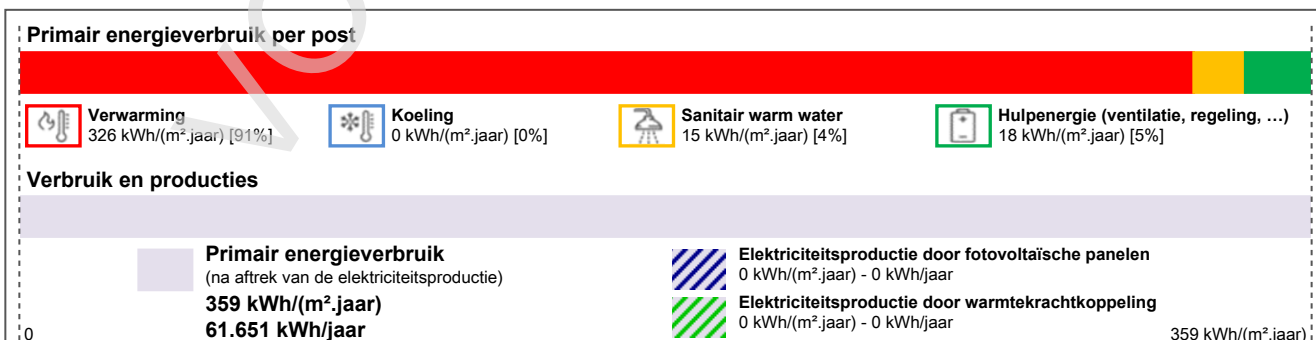 Primair energieverbruik per post
Verwarming
326 kWh/(m².jaar) [91%]
Koeling
0 kWh/(m².jaar) [0%]
Sanitair warm water
15 kWh/(m².jaar) [4%]
Hulpenergie (ventilatie, regeling, …)
18 kWh/(m².jaar) [5%]
Verbruik en producties
Primair energieverbruik
(na aftrek van de elektriciteitsproductie)
359 kWh/(m².jaar)
61.651 kWh/jaar
Elektriciteitsproductie door fotovoltaïsche panelen
0 kWh/(m².jaar) - 0 kWh/jaar
Elektriciteitsproductie door warmtekrachtkoppeling
0 kWh/(m².jaar) - 0 kWh/jaar
0
359 kWh/(m².jaar)